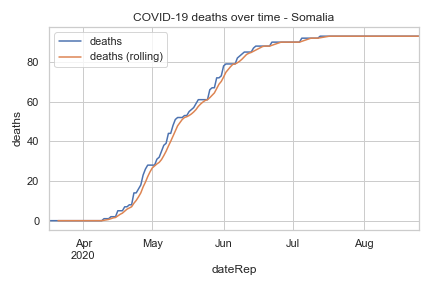 COVID-19 deaths over time - Somalia
deaths
deaths (rolling)
deaths
80
60
40
20
0
Apr
2020
May
Jun
Jul
Aug
dateRep